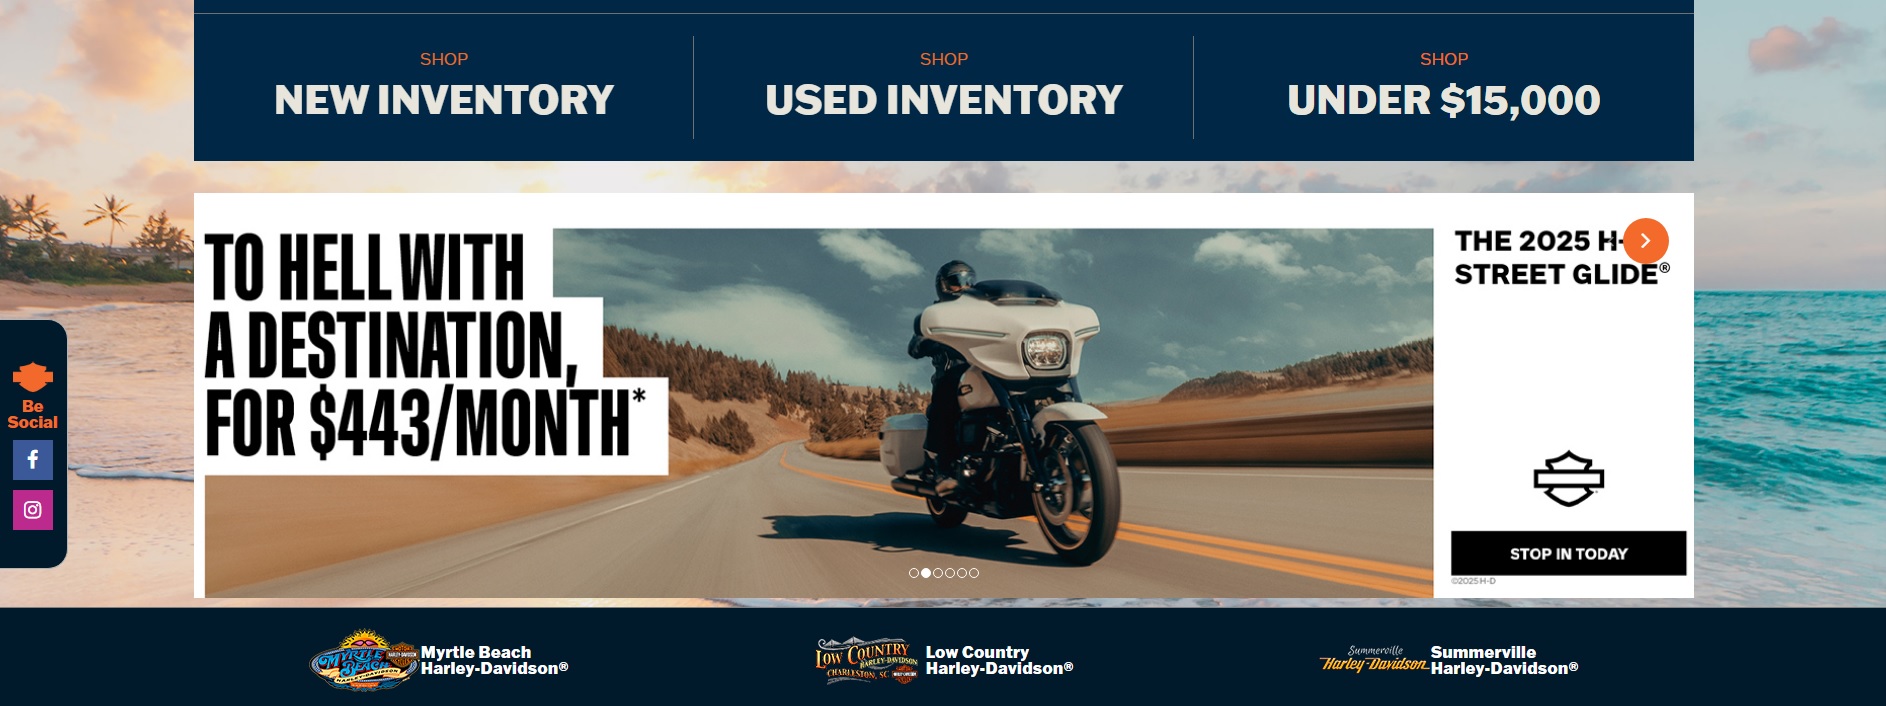 SHOP
NEW INVENTORY
SHOP
USED INVENTORY
SHOP
UNDER $15,000
TO HELL WITH
A DESTINATION,
FOR $443/MONTH*
THE 2025 H-
STREET GLIDE®
STOP IN TODAY
©2025 H-D
Be
Social
MYRTLE
BEACH
HARLEY-DAVIDSON
Myrtle Beach
Harley-Davidson®
LOW COUNTRY
HARLEY-DAVIDSON
CHARLESTON, SC
Low Country
Harley-Davidson®
Summerville
Harley-Davidson
Summerville
Harley-Davidson®